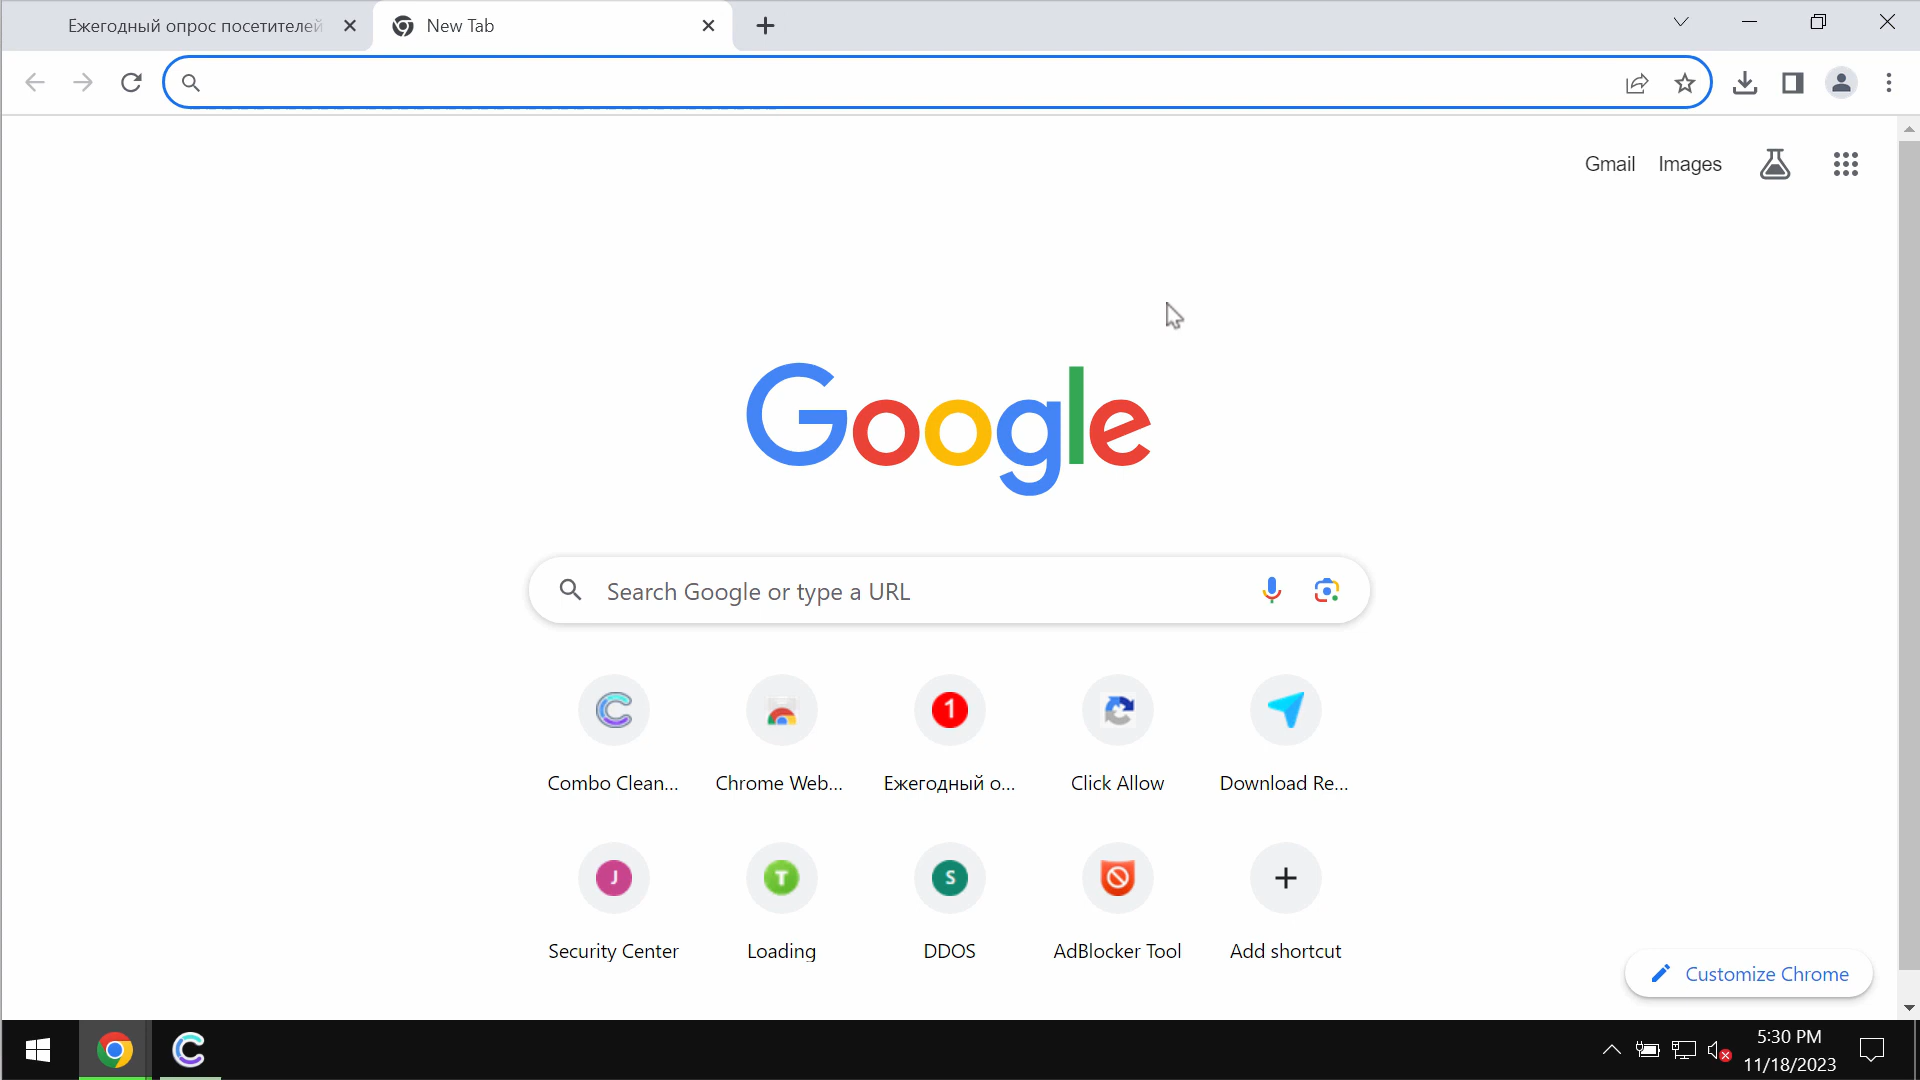 Ежегодный опрос посетителей
New Tab
Gmail
Images
Google
Search Google or type a URL
1
Combo Clean...
Chrome Web...
Ежегодный о...
Click Allow
Download Re...
J
T
S
Security Center
Loading
DDOS
AdBlocker Tool
Add shortcut
Customize Chrome
5:30 PM
11/18/2023